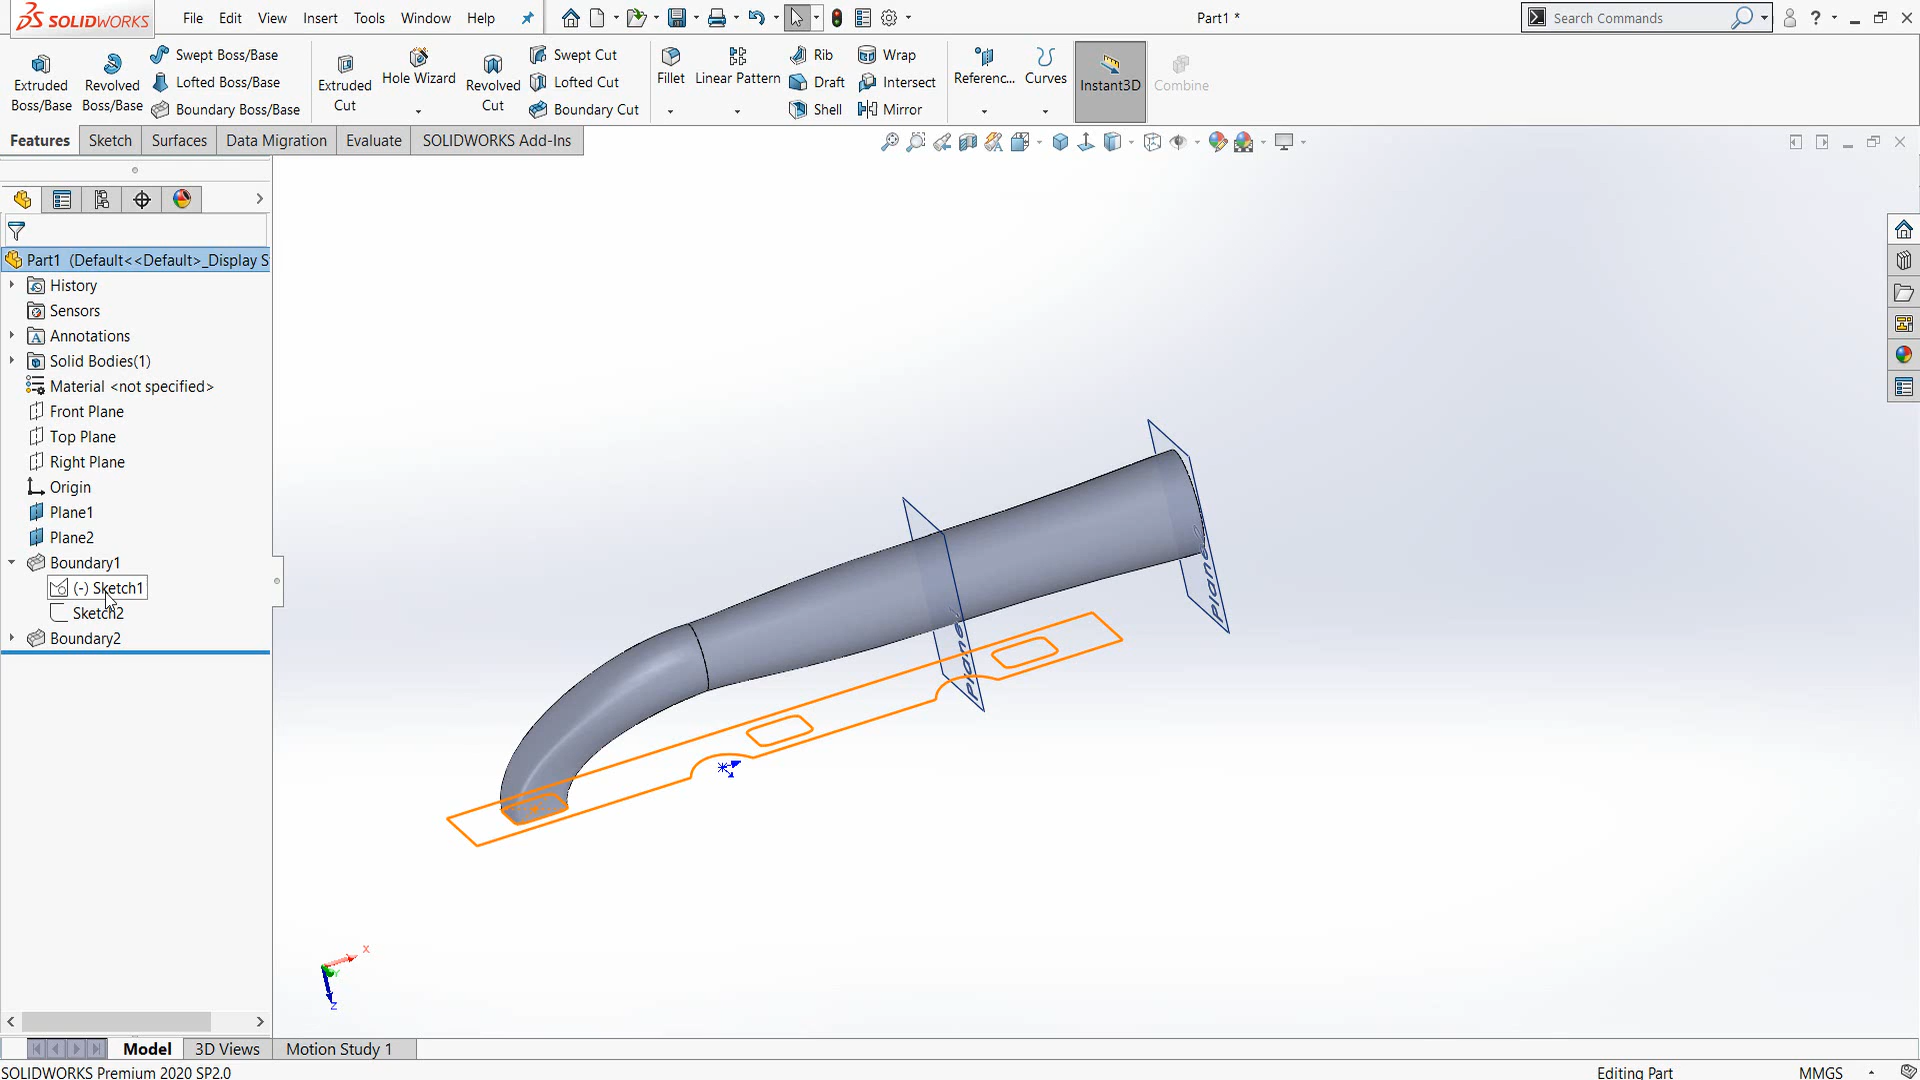 SOLIDWORKS File Edit View Insert Tools Window Help Part1 * Search Commands ?
Extruded Boss/Base
Revolved Boss/Base
Swept Boss/Base
Lofted Boss/Base
Boundary Boss/Base
Extruded Cut
Hole Wizard
Revolved Cut
Swept Cut
Lofted Cut
Boundary Cut
Fillet
Linear Pattern
Rib
Draft
Shell
Wrap
Intersect
Mirror
Referenc...
Curves
Instant3D
Combine
Features Sketch Surfaces Data Migration Evaluate SOLIDWORKS Add-Ins
Part1 (Default<<Default>_Display S
History
Sensors
Annotations
Solid Bodies(1)
Material <not specified>
Front Plane
Top Plane
Right Plane
Origin
Plane1
Plane2
Boundary1
(-) Sketch1
Sketch2
Boundary2
X
Y
Z
Model 3D Views Motion Study 1
SOLIDWORKS Premium 2020 SP2.0 Editing Part MMGS